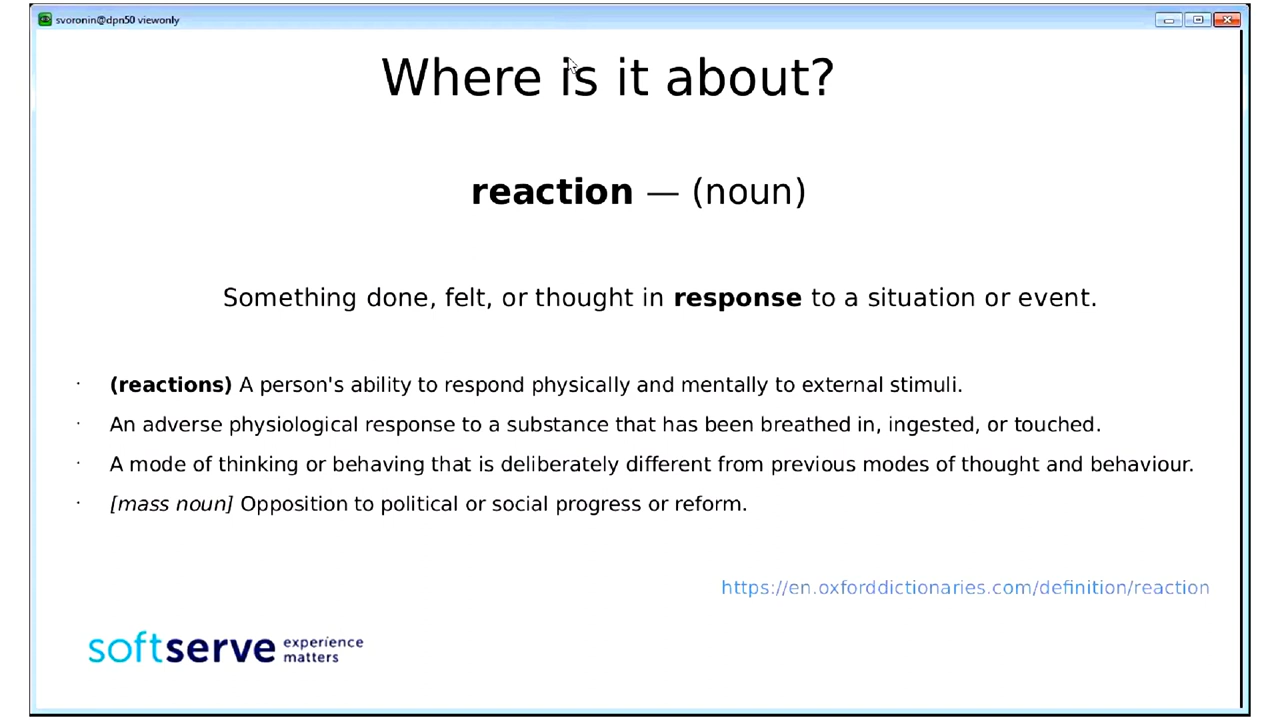 svoronin@dpn50 viewonly
Where is it about?
reaction — (noun)
Something done, felt, or thought in response to a situation or event.
· (reactions) A person's ability to respond physically and mentally to external stimuli.
· An adverse physiological response to a substance that has been breathed in, ingested, or touched.
· A mode of thinking or behaving that is deliberately different from previous modes of thought and behaviour.
· [mass noun] Opposition to political or social progress or reform.
https://en.oxforddictionaries.com/definition/reaction
softserve experience
matters